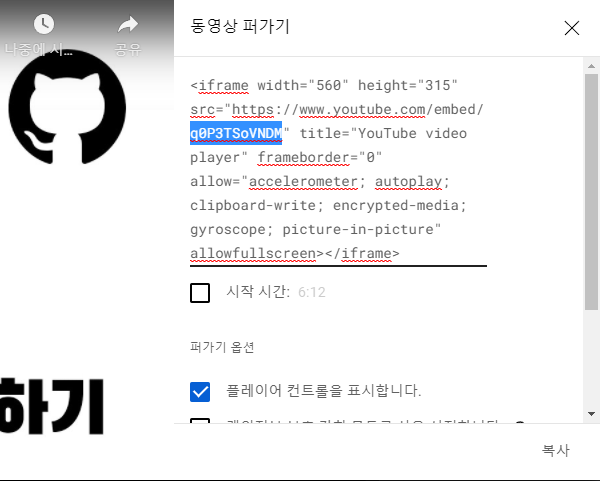 나중에 시...
공유
하기
동영상 퍼가기
<iframe width="560" height="315"
src="https://www.youtube.com/embed/
q0P3TSoVNDM" title="YouTube video
player" frameborder="0"
allow="accelerometer; autoplay;
clipboard-write; encrypted-media;
gyroscope; picture-in-picture"
allowfullscreen></iframe>
시작 시간: 6:12
퍼가기 옵션
플레이어 컨트롤을 표시합니다.
복사